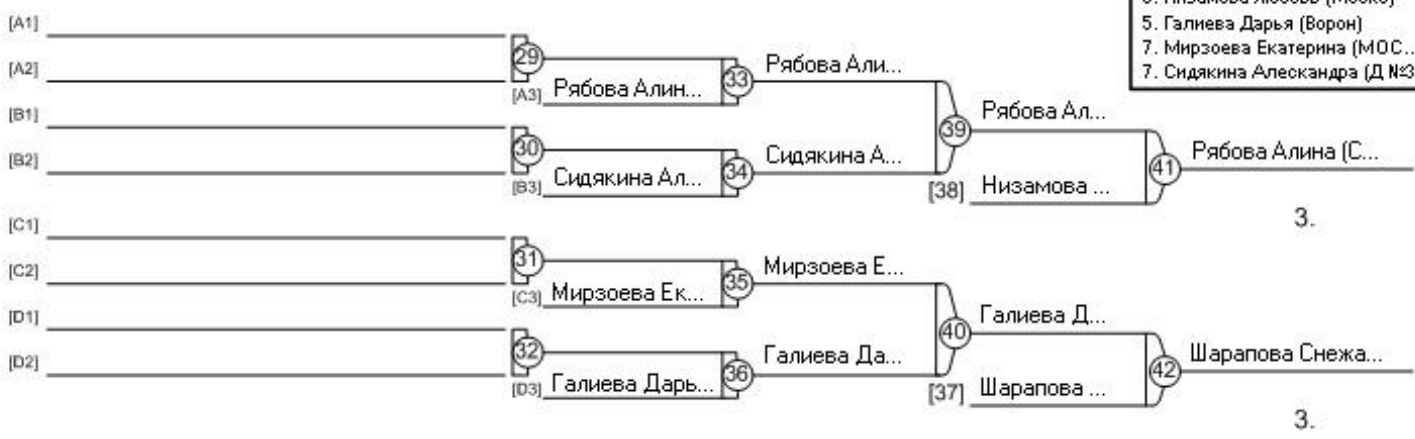 5. Галиева Дарья (Ворон)
7. Мирзоева Екатерина (МОС...
7. Сидякина Алескандра (Д №3
[A1]
[A2]
29
[A3] Рябова Алин...
33
Рябова Али...
[B1]
[B2]
30
[B3] Сидякина Ал...
34
Сидякина А...
39
Рябова Ал...
[38] Низамова ...
41
Рябова Алина (С...
3.
[C1]
[C2]
31
[C3] Мирзоева Ек...
35
Мирзоева Е...
[D1]
[D2]
32
[D3] Галиева Дарь...
36
Галиева Да...
40
Галиева Д...
[37] Шарапова ...
42
Шарапова Снежа...
3.